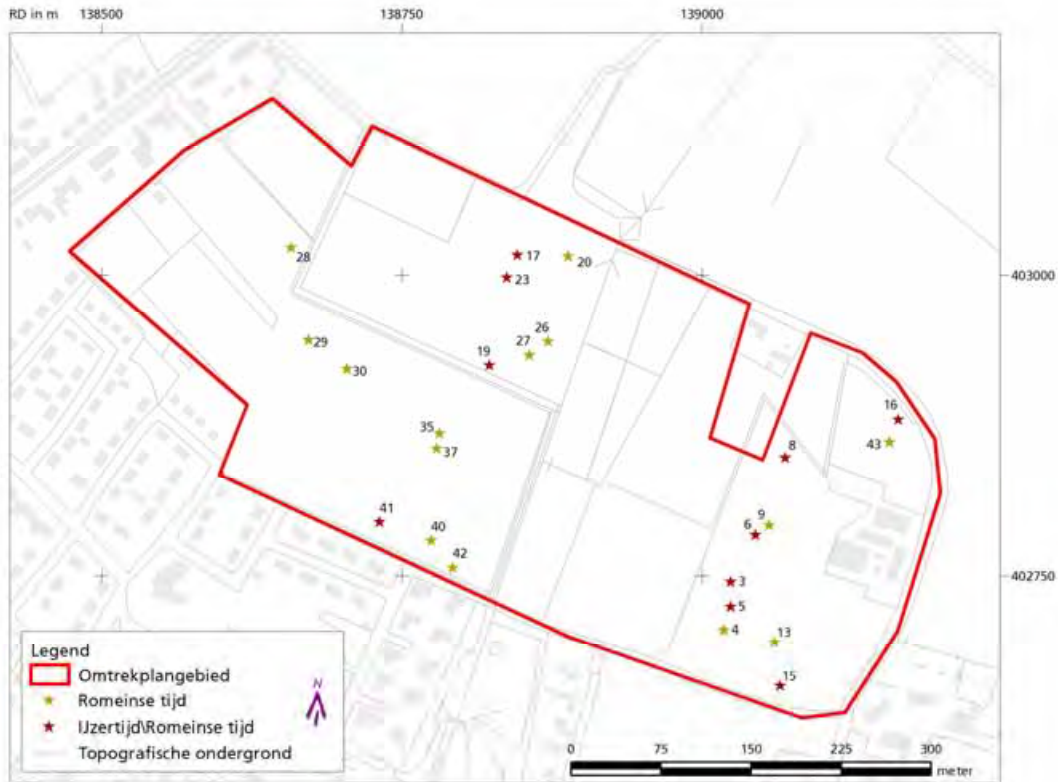 RD in m 138500 138750 139000
28
17
20
23
403000
29
30
26
27
19
35
37
16
43
8
41
40
42
9
6
3
5
4
13
15
402750
Legend
Omtrekplangebied
Romeinse tijd
IJzertijd\Romeinse tijd
Topografische ondergrond
N
0 75 150 225 300
meter